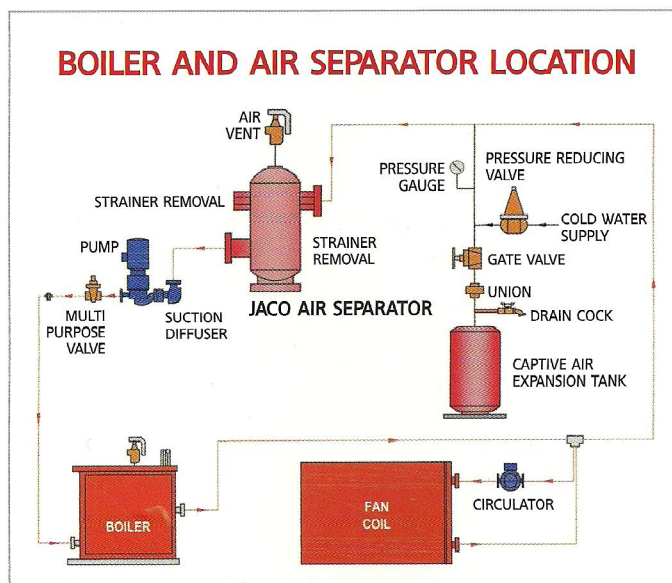 BOILER AND AIR SEPARATOR LOCATION
AIR
VENT
PRESSURE
GAUGE
PRESSURE REDUCING
VALVE
STRAINER REMOVAL
COLD WATER
SUPPLY
PUMP
STRAINER
REMOVAL
GATE VALVE
UNION
DRAIN COCK
JACO AIR SEPARATOR
MULTI
PURPOSE
VALVE
SUCTION
DIFFUSER
CAPTIVE AIR
EXPANSION TANK
BOILER
FAN
COIL
CIRCULATOR